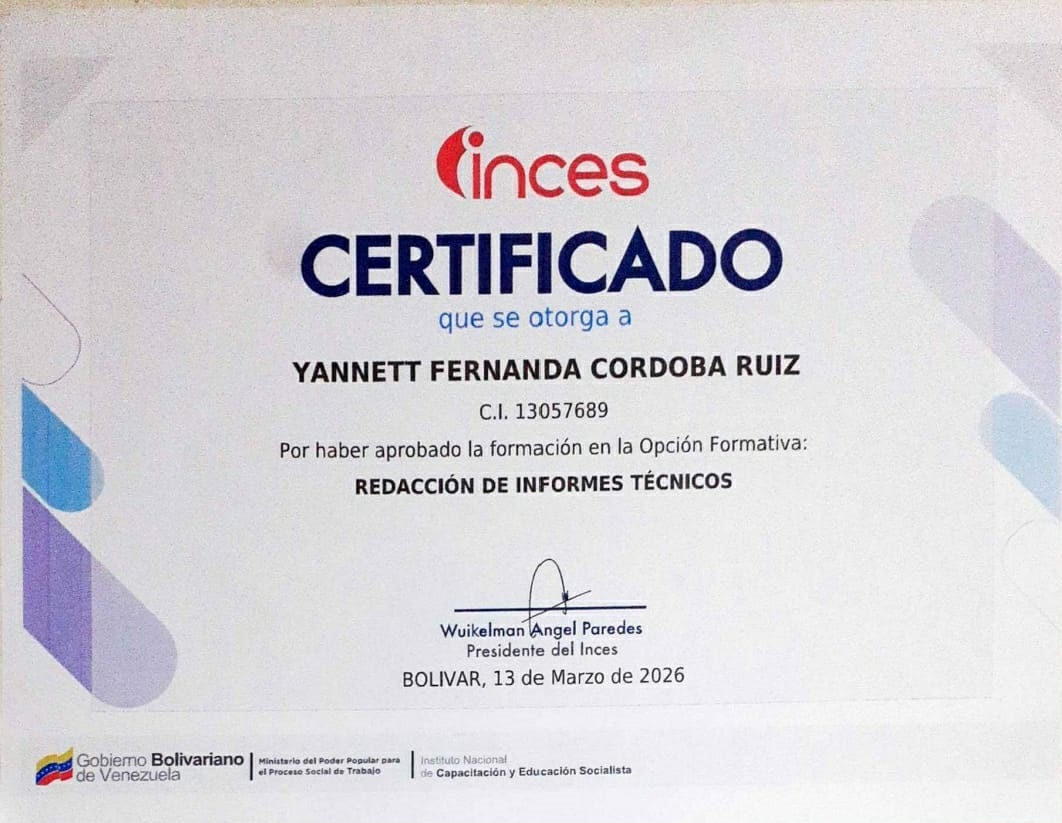 inces
CERTIFICADO
que se otorga a
YANNETT FERNANDA CORDOBA RUIZ
C.I. 13057689
Por haber aprobado la formación en la Opción Formativa:
REDACCIÓN DE INFORMES TÉCNICOS
Wuikelman Angel Paredes
Presidente del Inces
BOLIVAR, 13 de Marzo de 2026
Gobierno Bolivariano
de Venezuela
Ministerio del Poder Popular para
el Proceso Social de Trabajo
Instituto Nacional
de Capacitación y Educación Socialista